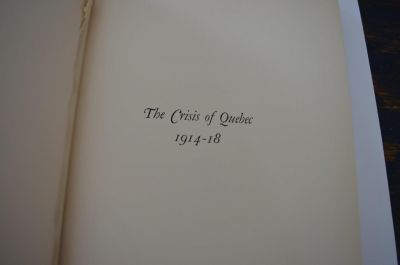 The Crisis of Quebec
1914-18